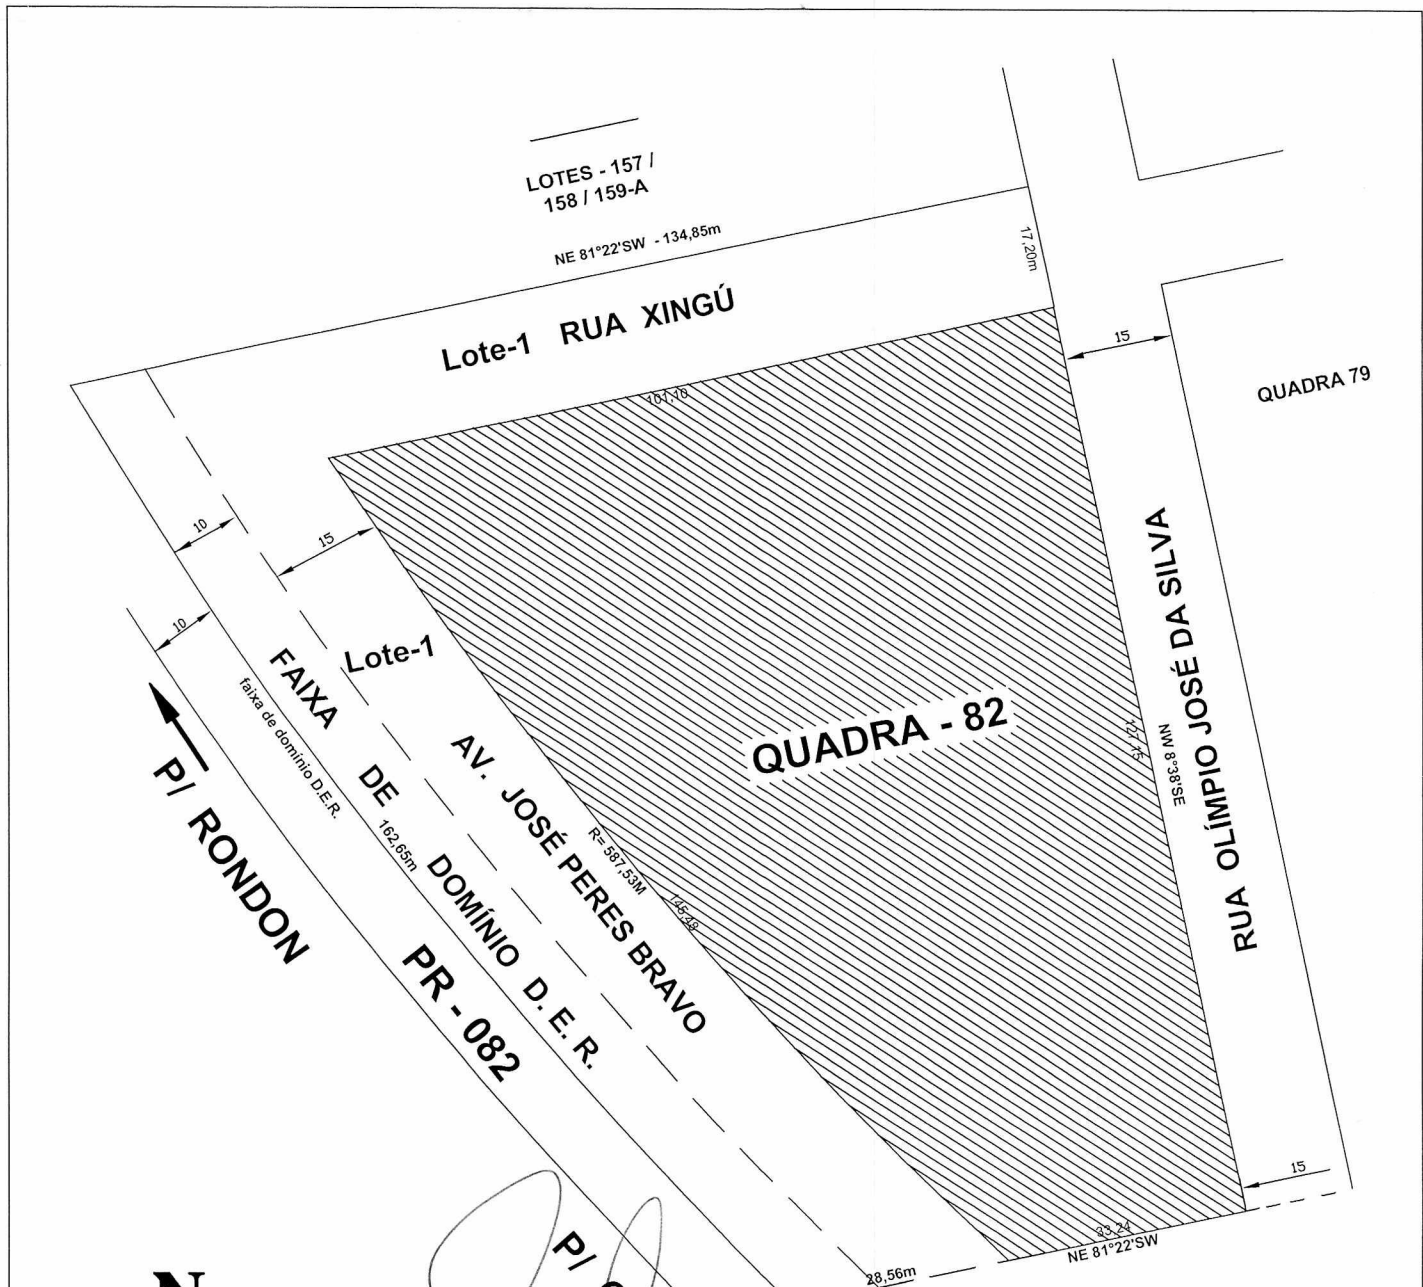 LOTES - 157 /
158 / 159-A
NE 81°22'SW - 134,85m
17,20m
Lote-1 RUA XINGÚ
15
QUADRA 79
101,10
10
15
10
Lote-1
FAIXA DE DOMÍNIO D. E. R.
faixa de domínio D.E.R.
162,65m
P/ RONDON
PR - 082
AV. JOSÉ PERES BRAVO
R= 587,53M
145,48
QUADRA - 82
127,15
NW 8°38'SE
RUA OLÍMPIO JOSÉ DA SILVA
15
33,24
NE 81°22'SW
28,56m
P/
N